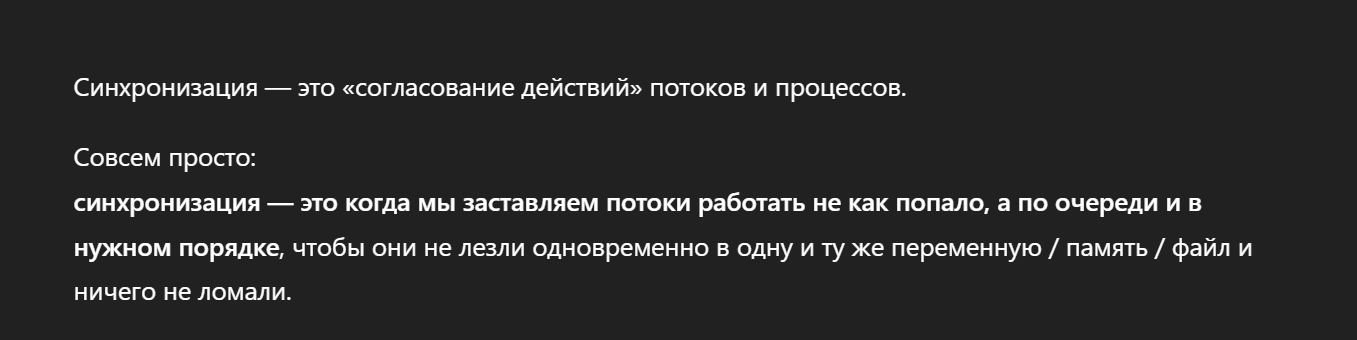 Синхронизация — это «согласование действий» потоков и процессов.
Совсем просто:
синхронизация — это когда мы заставляем потоки работать не как попало, а по очереди и в
нужном порядке, чтобы они не лезли одновременно в одну и ту же переменную / память / файл и
ничего не ломали.